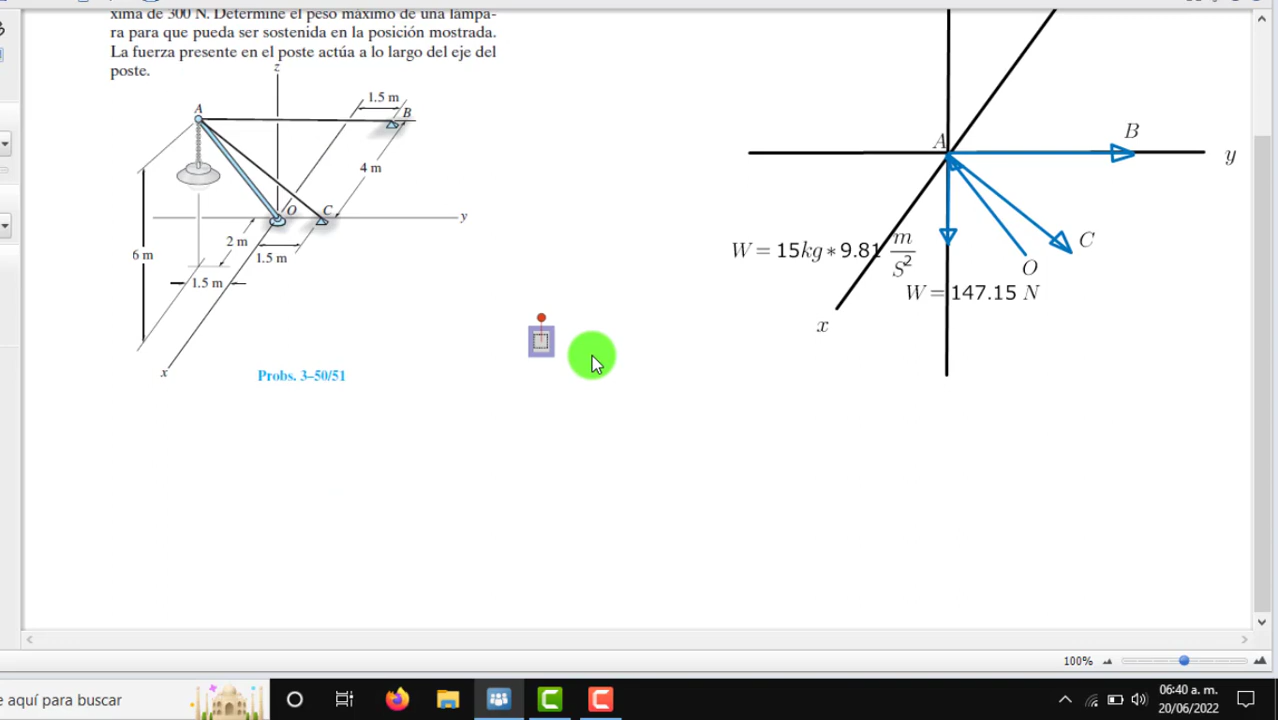 xima de 300 N. Determine el peso máximo de una lámpa-
ra para que pueda ser sostenida en la posición mostrada.
La fuerza presente en el poste actúa a lo largo del eje del
poste.
z
1.5 m
A
B
4 m
O
C
y
2 m
6 m
1.5 m
1.5 m
x
Probs. 3–50/51
A
B
y
C
W = 15kg * 9.81 m/S²
O
W = 147.15 N
x
100%
e aquí para buscar
06:40 a. m.
20/06/2022